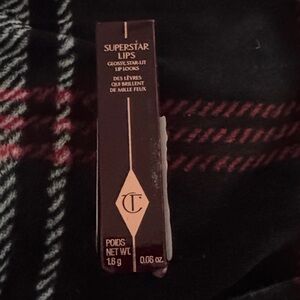 SUPERSTAR
LIPS
GLOSSY, STAR-LIT
LIP LOOKS
DES LÈVRES
QUI BRILLENT
DE MILLE FEUX
CT
POIDS
NET WT.
1.8 g 0.06 oz.